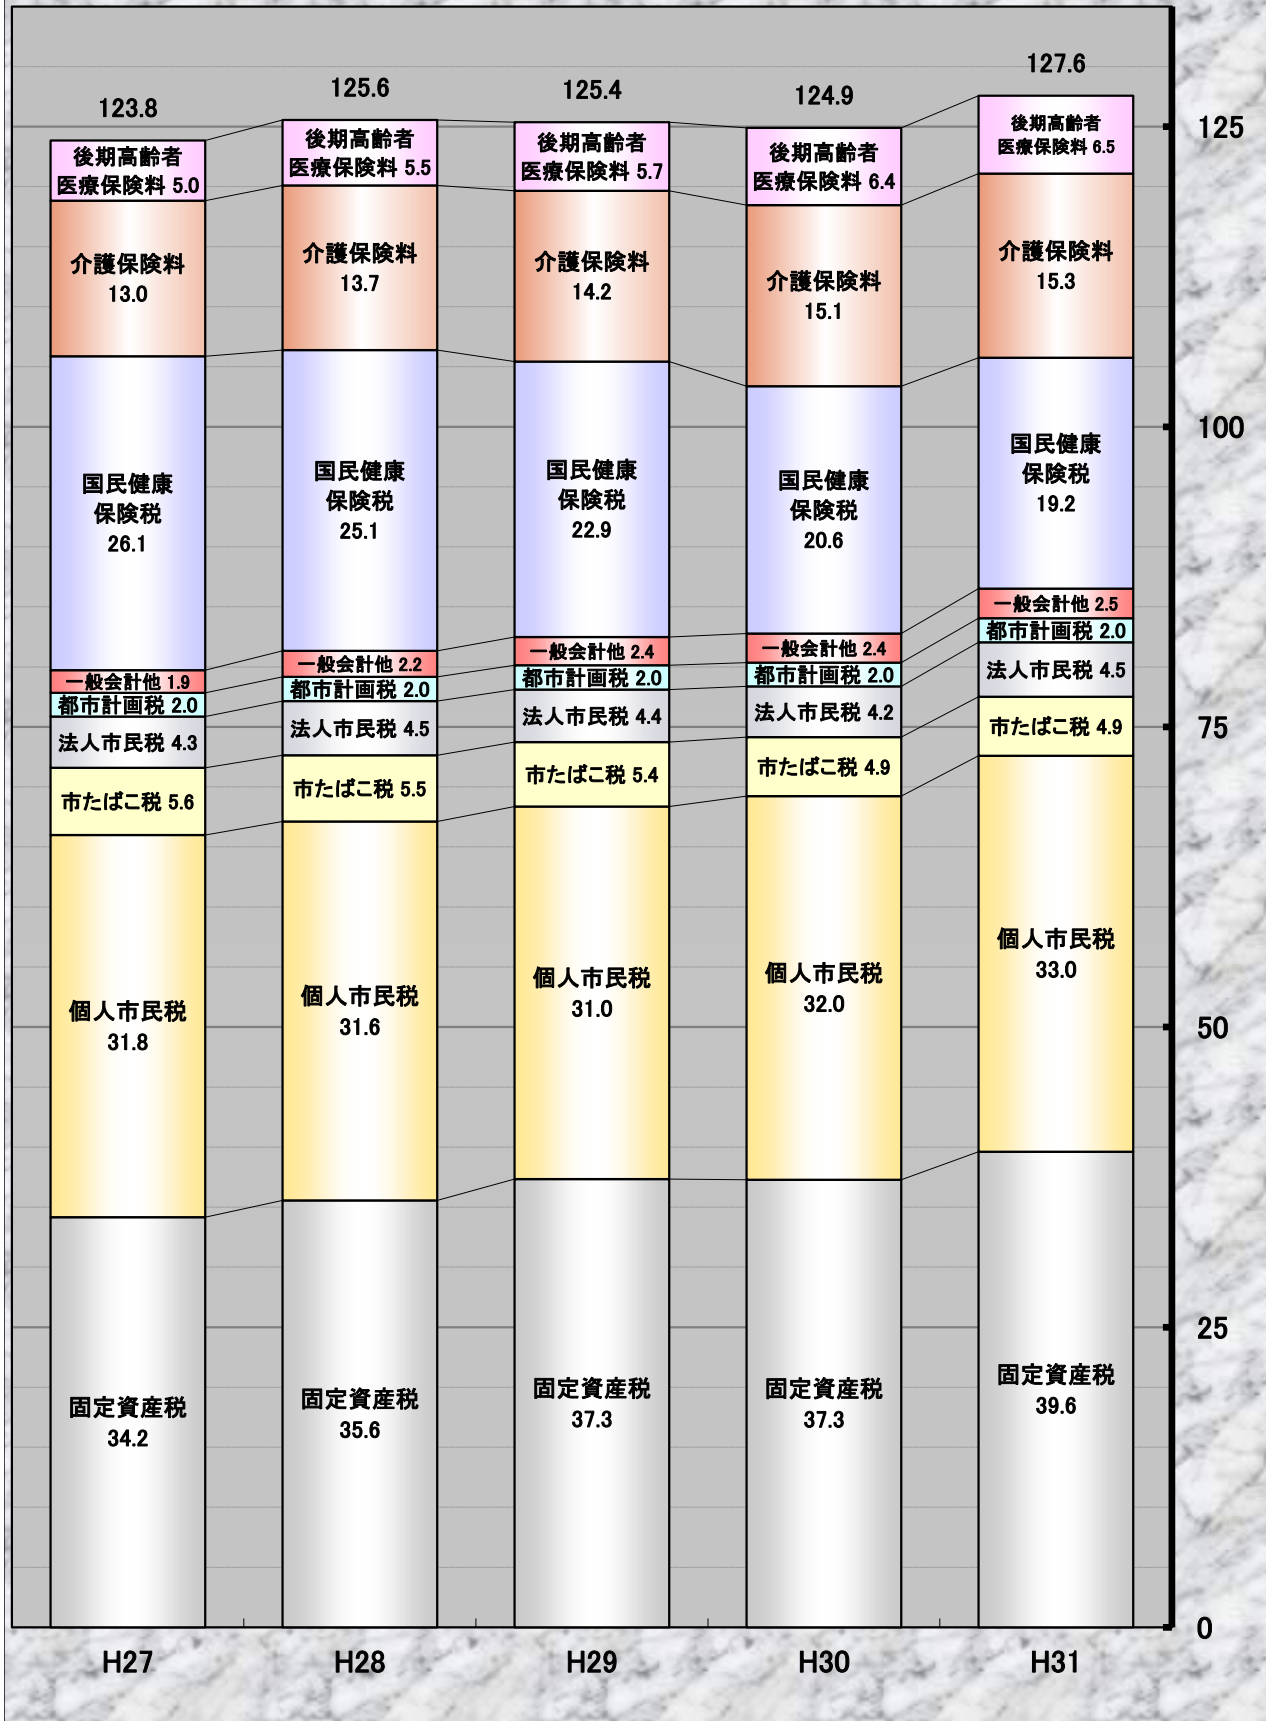 123.8
後期高齢者
医療保険料 5.0
介護保険料
13.0
国民健康
保険税
26.1
一般会計他 1.9
都市計画税 2.0
法人市民税 4.3
市たばこ税 5.6
個人市民税
31.8
固定資産税
34.2
H27
125.6
後期高齢者
医療保険料 5.5
介護保険料
13.7
国民健康
保険税
25.1
一般会計他 2.2
都市計画税 2.0
法人市民税 4.5
市たばこ税 5.5
個人市民税
31.6
固定資産税
35.6
H28
125.4
後期高齢者
医療保険料 5.7
介護保険料
14.2
国民健康
保険税
22.9
一般会計他 2.4
都市計画税 2.0
法人市民税 4.4
市たばこ税 5.4
個人市民税
31.0
固定資産税
37.3
H29
124.9
後期高齢者
医療保険料 6.4
介護保険料
15.1
国民健康
保険税
20.6
一般会計他 2.4
都市計画税 2.0
法人市民税 4.2
市たばこ税 4.9
個人市民税
32.0
固定資産税
37.3
H30
127.6
後期高齢者
医療保険料 6.5
介護保険料
15.3
国民健康
保険税
19.2
一般会計他 2.5
都市計画税 2.0
法人市民税 4.5
市たばこ税 4.9
個人市民税
33.0
固定資産税
39.6
H31
125
100
75
50
25
0